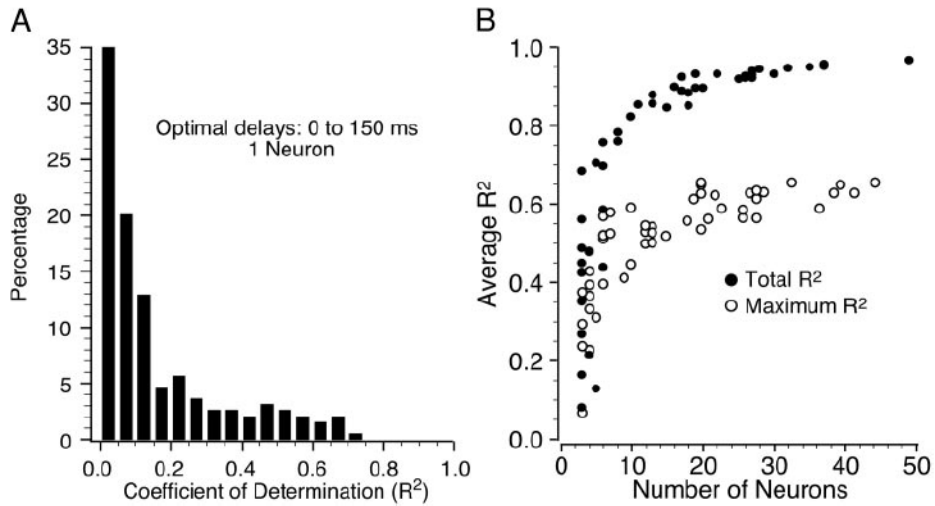 A
35
30
25
20
15
10
5
0
Percentage
Optimal delays: 0 to 150 ms
1 Neuron
0.0 0.2 0.4 0.6 0.8 1.0
Coefficient of Determination (R²)
B
1.0
0.8
0.6
0.4
0.2
0.0
Average R²
Total R²
Maximum R²
0 10 20 30 40 50
Number of Neurons